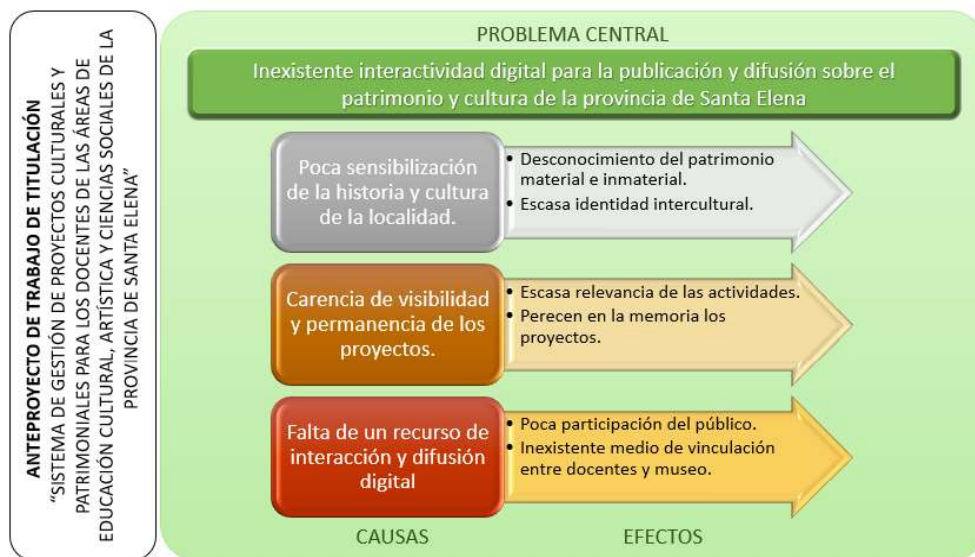 ANTEPROYECTO DE TRABAJO DE TITULACIÓN
“SISTEMA DE GESTIÓN DE PROYECTOS CULTURALES Y
PATRIMONIALES PARA LOS DOCENTES DE LAS ÁREAS DE
EDUCACIÓN CULTURAL, ARTÍSTICA Y CIENCIAS SOCIALES DE LA
PROVINCIA DE SANTA ELENA”
PROBLEMA CENTRAL
Inexistente interactividad digital para la publicación y difusión sobre el
patrimonio y cultura de la provincia de Santa Elena
Poca sensibilización
de la historia y cultura
de la localidad.
• Desconocimiento del patrimonio
material e inmaterial.
• Escasa identidad intercultural.
Carencia de visibilidad
y permanencia de los
proyectos.
• Escasa relevancia de las actividades.
• Perecen en la memoria los
proyectos.
Falta de un recurso de
interacción y difusión
digital
• Poca participación del público.
• Inexistente medio de vinculación
entre docentes y museo.
CAUSAS
EFECTOS